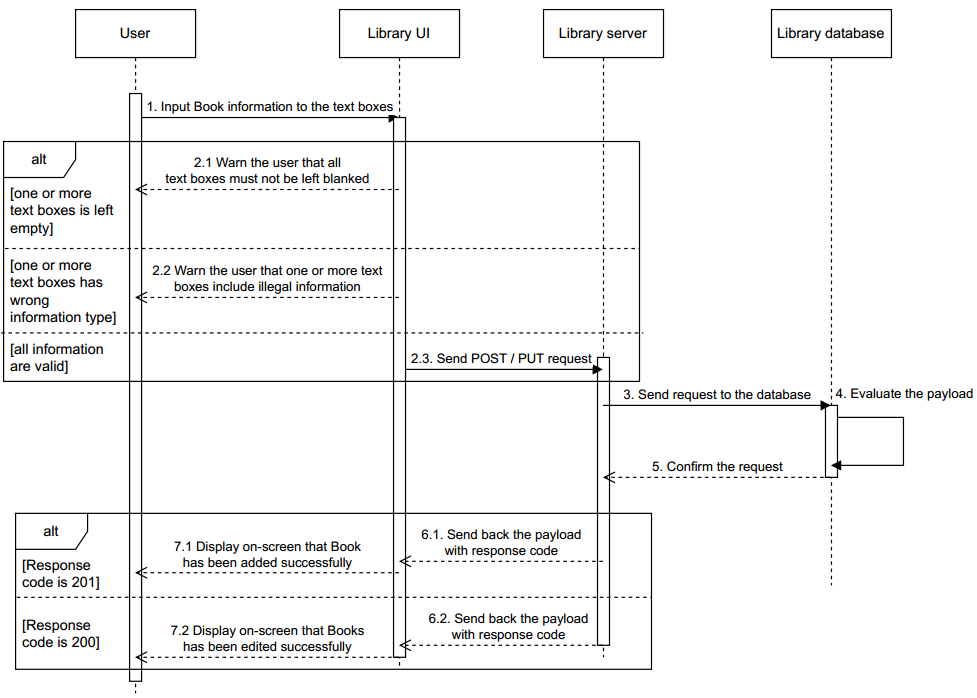 User
Library UI
Library server
Library database
1. Input Book information to the text boxes
alt
2.1 Warn the user that all
text boxes must not be left blanked
[one or more
text boxes is left
empty]
[one or more
text boxes has
wrong
information type]
2.2 Warn the user that one or more text
boxes include illegal information
[all information
are valid]
2.3. Send POST / PUT request
3. Send request to the database
4. Evaluate the payload
5. Confirm the request
alt
6.1. Send back the payload
with response code
7.1 Display on-screen that Book
has been added successfully
[Response
code is 201]
6.2. Send back the payload
with response code
7.2 Display on-screen that Books
has been edited successfully
[Response
code is 200]